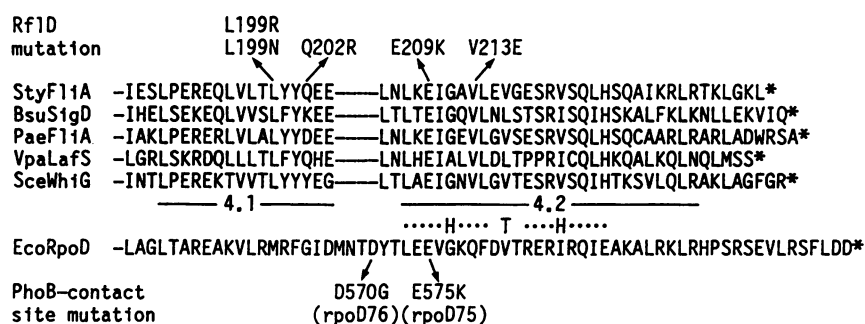 RflD L199R
mutation L199N Q202R E209K V213E
StyFliA -IESLPEREQLVLTLYYQEE——LNLKEIGAVLEVGESRVSQLHSQAIKRLRTKLGKL*
BsuSigD -IHELSEKEQLVVSLFYKEE——LTLTEIGQVLNLSTSRISQIHSKALFKLKNLLEKVIQ*
PaeFliA -IAKLPERERLVLALYYDEE——LNLKEIGEVLGVSESRVSQLHSQCAARLRARLADWRSA*
VpaLafS -LGRLSKRDQLLLTLFYQHE——LNLHEIALVLDLTPPRICQLHKQALKQLNQLMSS*
SceWhiG -INTLPEREKTVVTLYYYEG——LTLAEIGNVLGVTESRVSQIHTKSVLQLRAKLAGFGR*
4.1 4.2
·····H···· T ····H·····
EcoRpoD -LAGLTAREAKVLRMRFGIDMNTDYTLEEVGKQFDVTRERIRQIEAKALRKLRHPSRSEVLRSFLDD*
PhoB-contact D570G E575K
site mutation (rpoD76)(rpoD75)